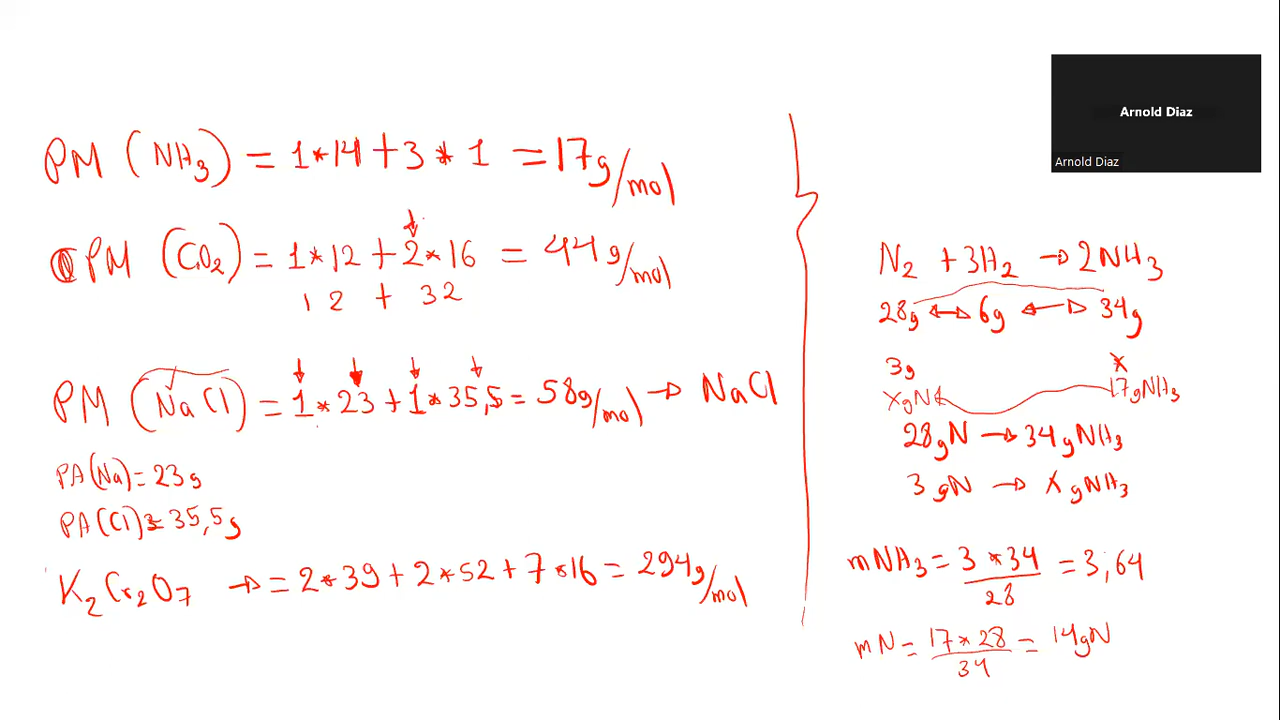 PM (NH3) = 1*14 + 3*1 = 17g/mol
PM (CO2) = 1*12 + 2*16 = 44g/mol
12 + 32
PM (NaCl) = 1*23 + 1*35,5 = 58g/mol → NaCl
PA(Na) = 23g
PA(Cl) = 35,5g
K2Cr2O7 → = 2*39 + 2*52 + 7*16 = 294g/mol
Arnold Diaz
Arnold Diaz
N2 + 3H2 → 2NH3
28g ↔ 6g ↔ 34g
3g x
xgN 17gNH3
28gN → 34gNH3
3gN → XgNH3
mNH3 = 3*34/28 = 3,64
mN = 17*28/34 = 14gN